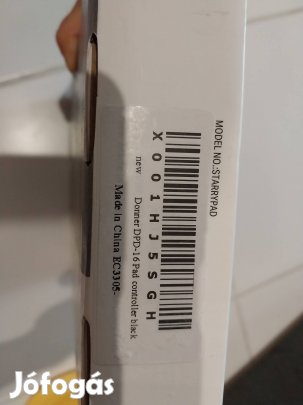 MODEL NO.:STARRYPAD
X001HJ5SGH
Donner DPD-16 Pad controller black
new
Made in China EC3305-
Jófogás